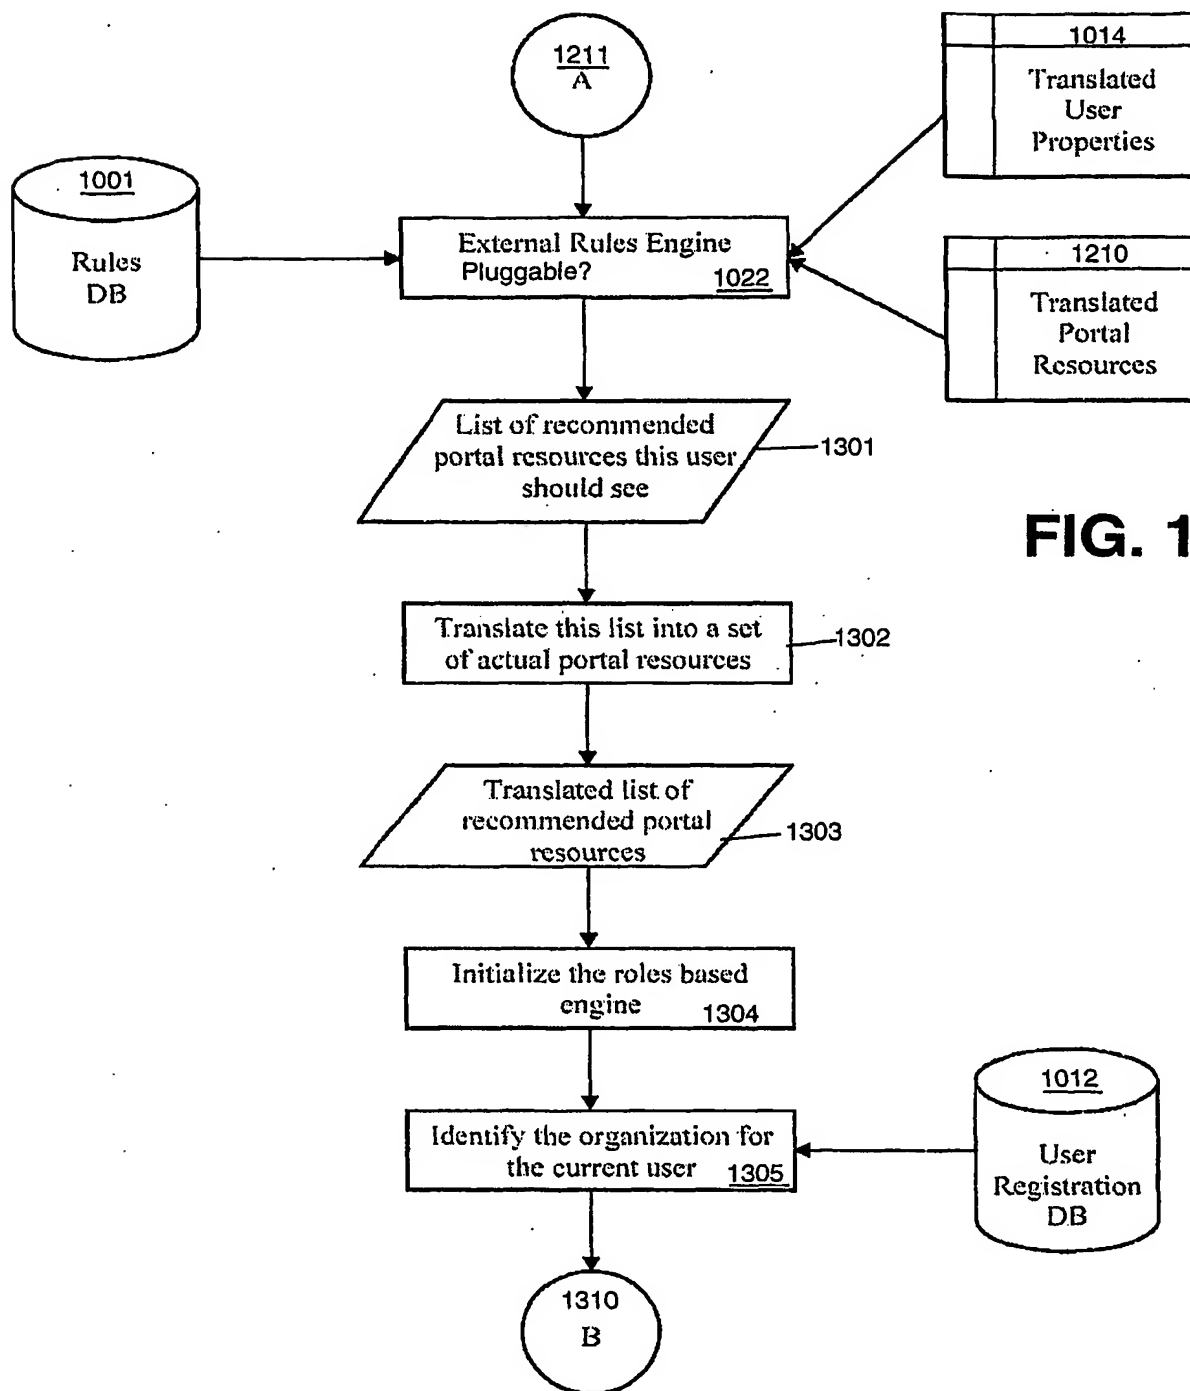 1211
A
1014
Translated
User
Properties
1001
Rules
DB
External Rules Engine
Pluggable?
1022
1210
Translated
Portal
Resources
List of recommended
portal resources this user
should see
1301
FIG. 1
Translate this list into a set
of actual portal resources
1302
Translated list of
recommended portal
resources
1303
Initialize the roles based
engine
1304
Identify the organization for
the current user
1305
1012
User
Registration
DB
1310
B